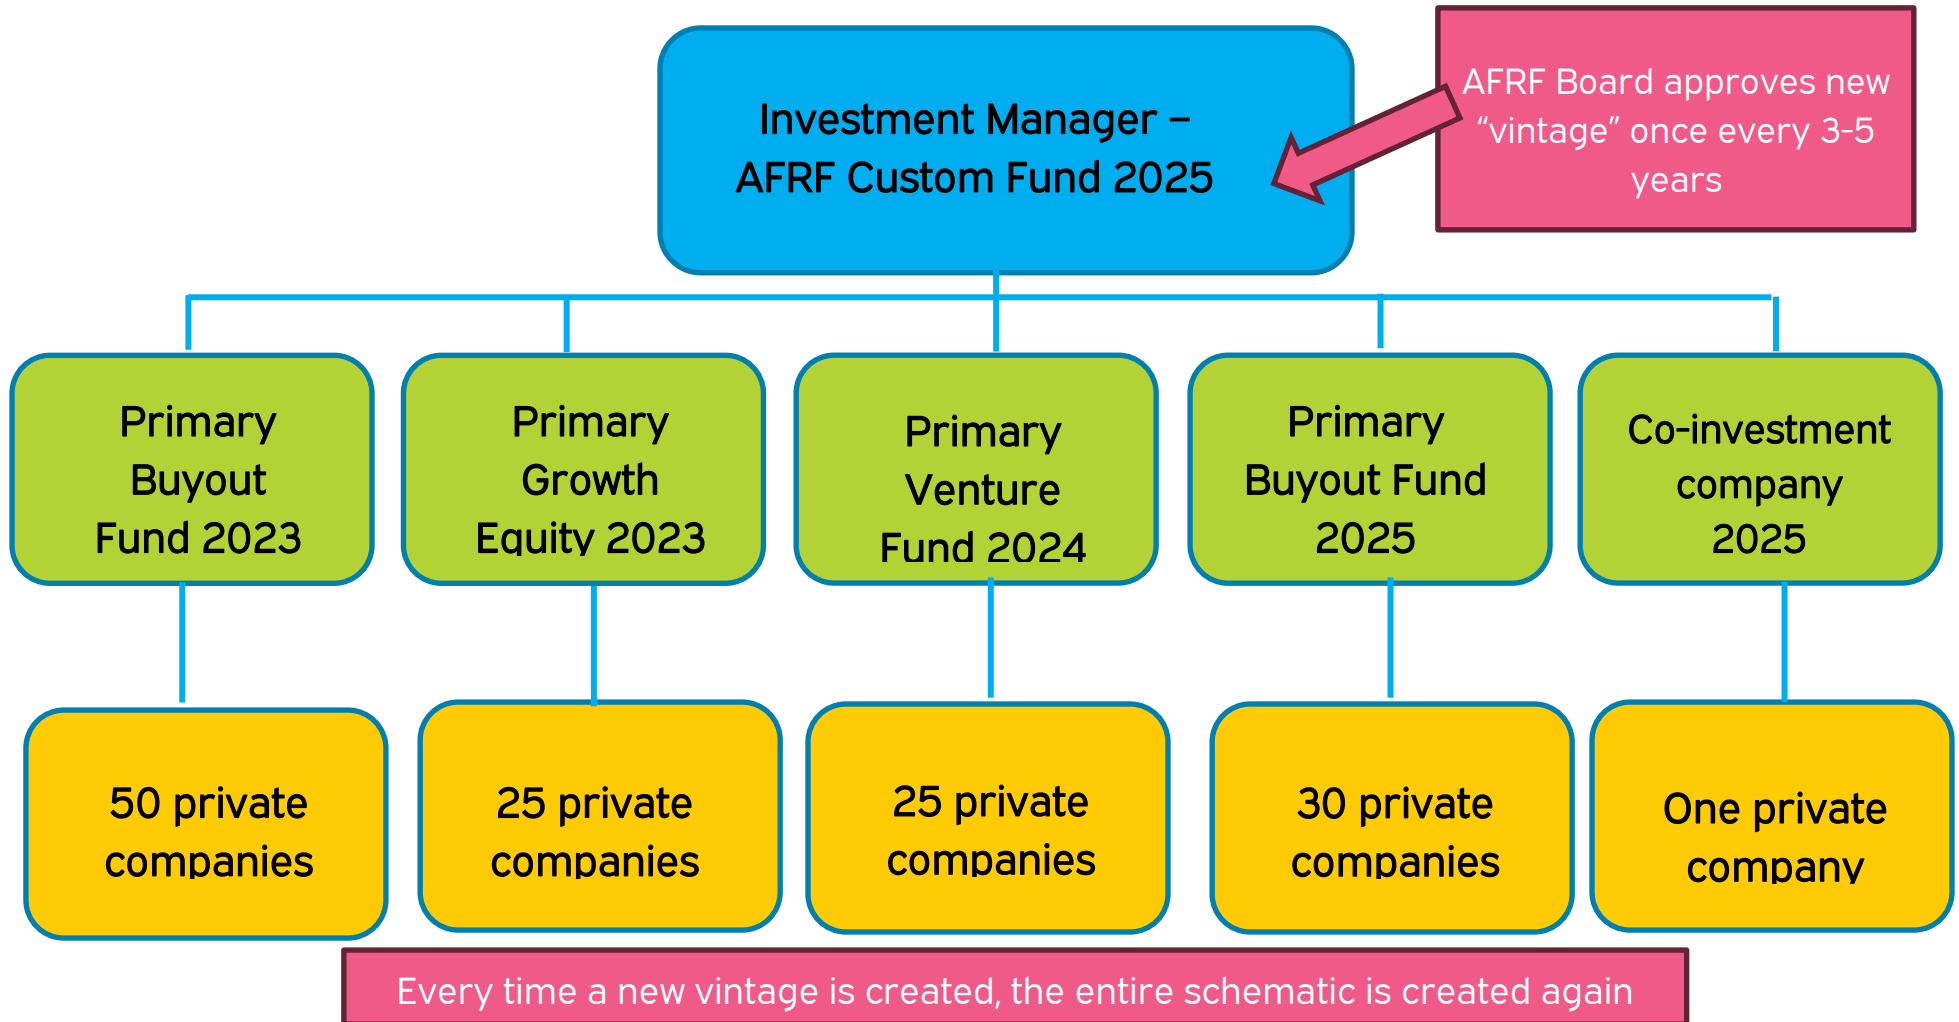 Investment Manager –
AFRF Custom Fund 2025
AFRF Board approves new
“vintage” once every 3-5
years
Primary
Buyout
Fund 2023
Primary
Growth
Equity 2023
Primary
Venture
Fund 2024
Primary
Buyout Fund
2025
Co-investment
company
2025
50 private
companies
25 private
companies
25 private
companies
30 private
companies
One private
company
Every time a new vintage is created, the entire schematic is created again